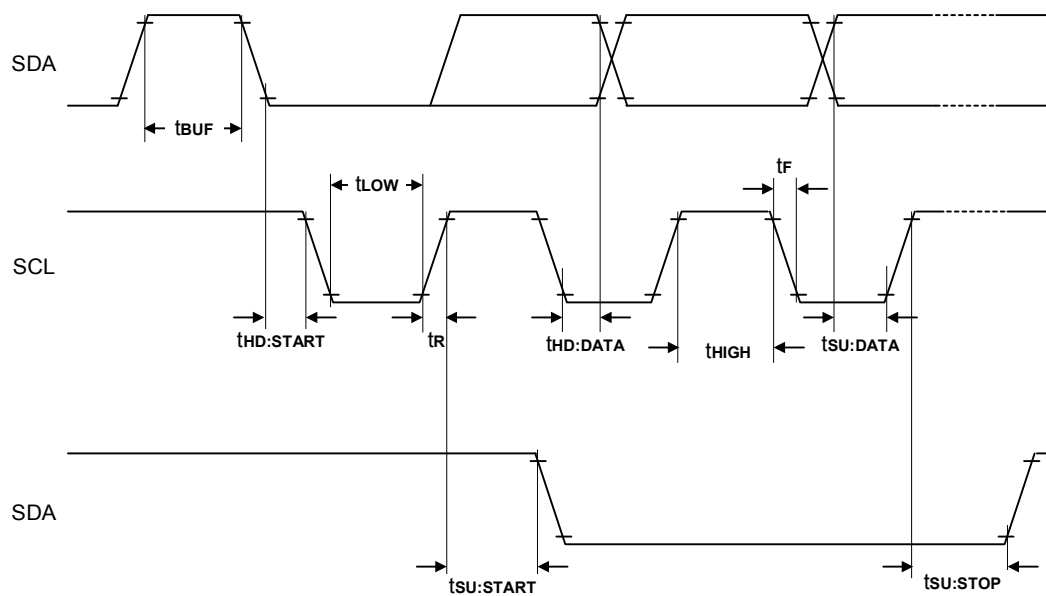 SDA
tBUF
tLOW
tF
SCL
tHD:START
tR
tHD:DATA
tHIGH
tSU:DATA
SDA
tSU:START
tSU:STOP